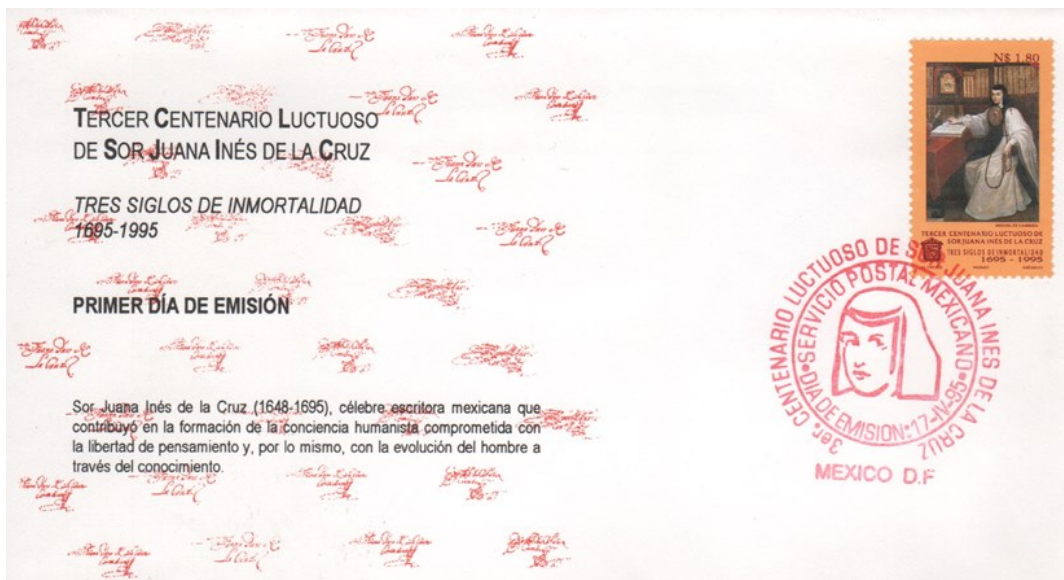 TERCER CENTENARIO LUCTUOSO
DE SOR JUANA INÉS DE LA CRUZ
TRES SIGLOS DE INMORTALIDAD
1695-1995
PRIMER DÍA DE EMISIÓN
Sor Juana Inés de la Cruz (1648-1695), célebre escritora mexicana que
contribuyó en la formación de la conciencia humanista comprometida con
la libertad de pensamiento y, por lo mismo, con la evolución del hombre a
través del conocimiento.
N$ 1.80
TERCER CENTENARIO LUCTUOSO DE
SOR JUANA INES DE LA CRUZ
TRES SIGLOS DE INMORTALIDAD
1695 - 1995
3er. CENTENARIO LUCTUOSO DE SOR JUANA INES DE LA CRUZ
SERVICIO POSTAL MEXICANO
DIA DE EMISION: 17-IV-95
MEXICO D.F